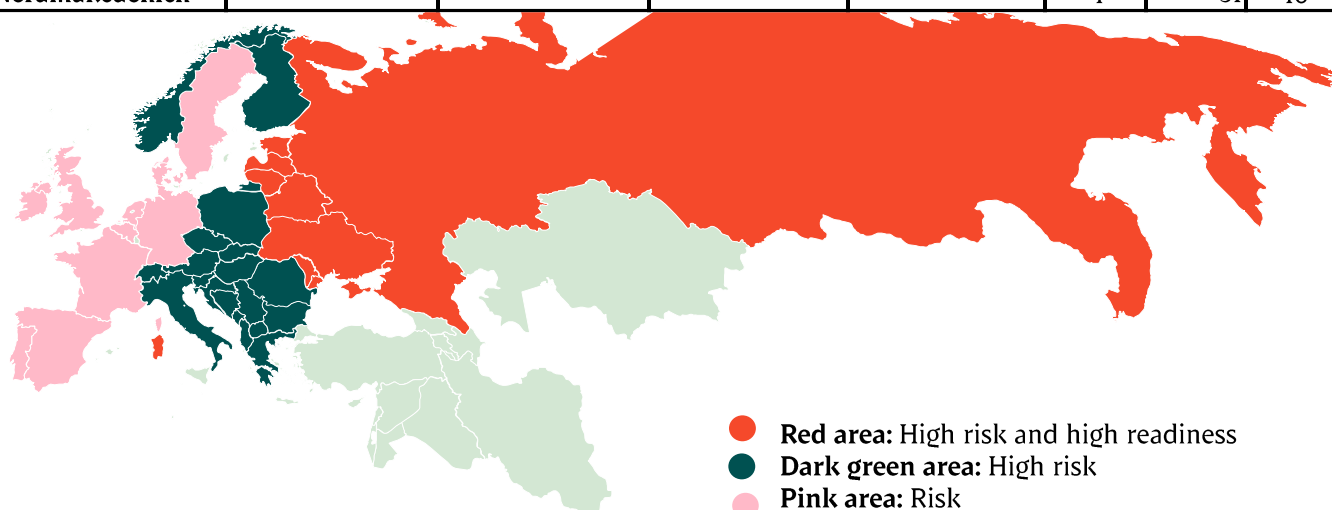 Red area: High risk and high readiness
Dark green area: High risk
Pink area: Risk